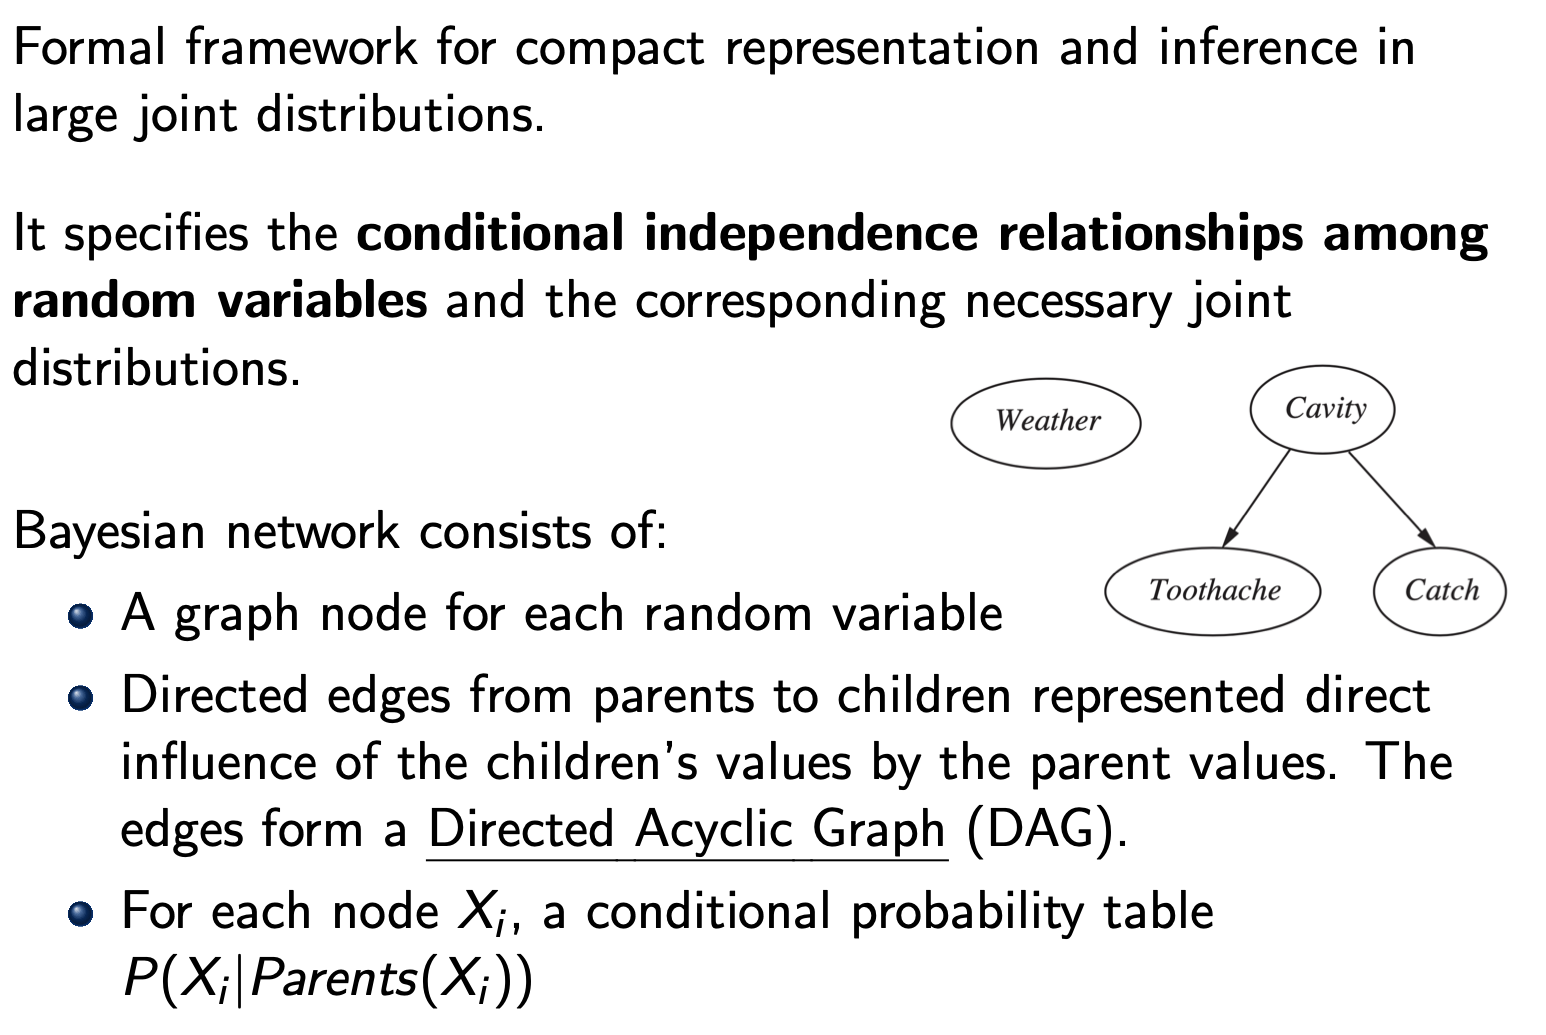 Formal framework for compact representation and inference in
large joint distributions.
It specifies the conditional independence relationships among
random variables and the corresponding necessary joint
distributions.
Weather
Cavity
Toothache
Catch
Bayesian network consists of:
A graph node for each random variable
Directed edges from parents to children represented direct
influence of the children's values by the parent values. The
edges form a Directed Acyclic Graph (DAG).
For each node Xᵢ, a conditional probability table
P(Xᵢ|Parents(Xᵢ))